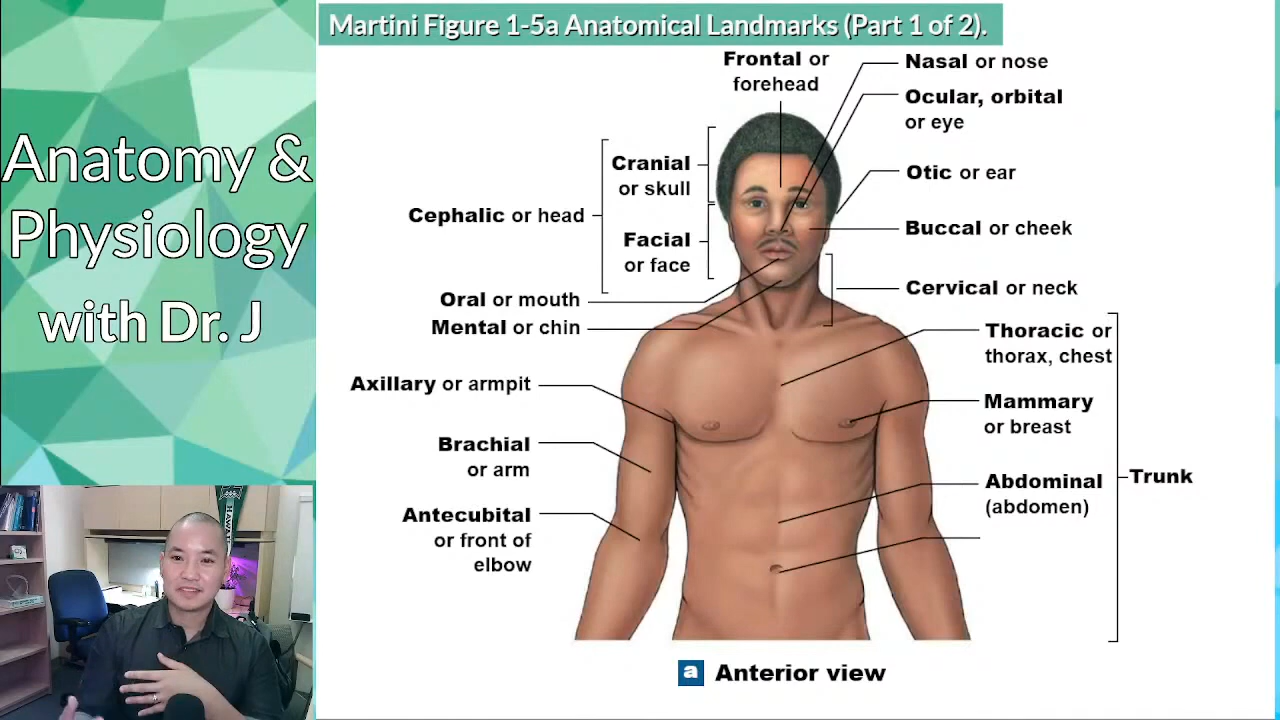 Martini Figure 1-5a Anatomical Landmarks (Part 1 of 2).
Anatomy &
Physiology
with Dr. J
Frontal or
forehead
Nasal or nose
Ocular, orbital
or eye
Cranial
or skull
Otic or ear
Cephalic or head
Buccal or cheek
Facial
or face
Cervical or neck
Oral or mouth
Mental or chin
Thoracic or
thorax, chest
Axillary or armpit
Mammary
or breast
Brachial
or arm
Trunk
Abdominal
(abdomen)
Antecubital
or front of
elbow
a Anterior view
HAWAI